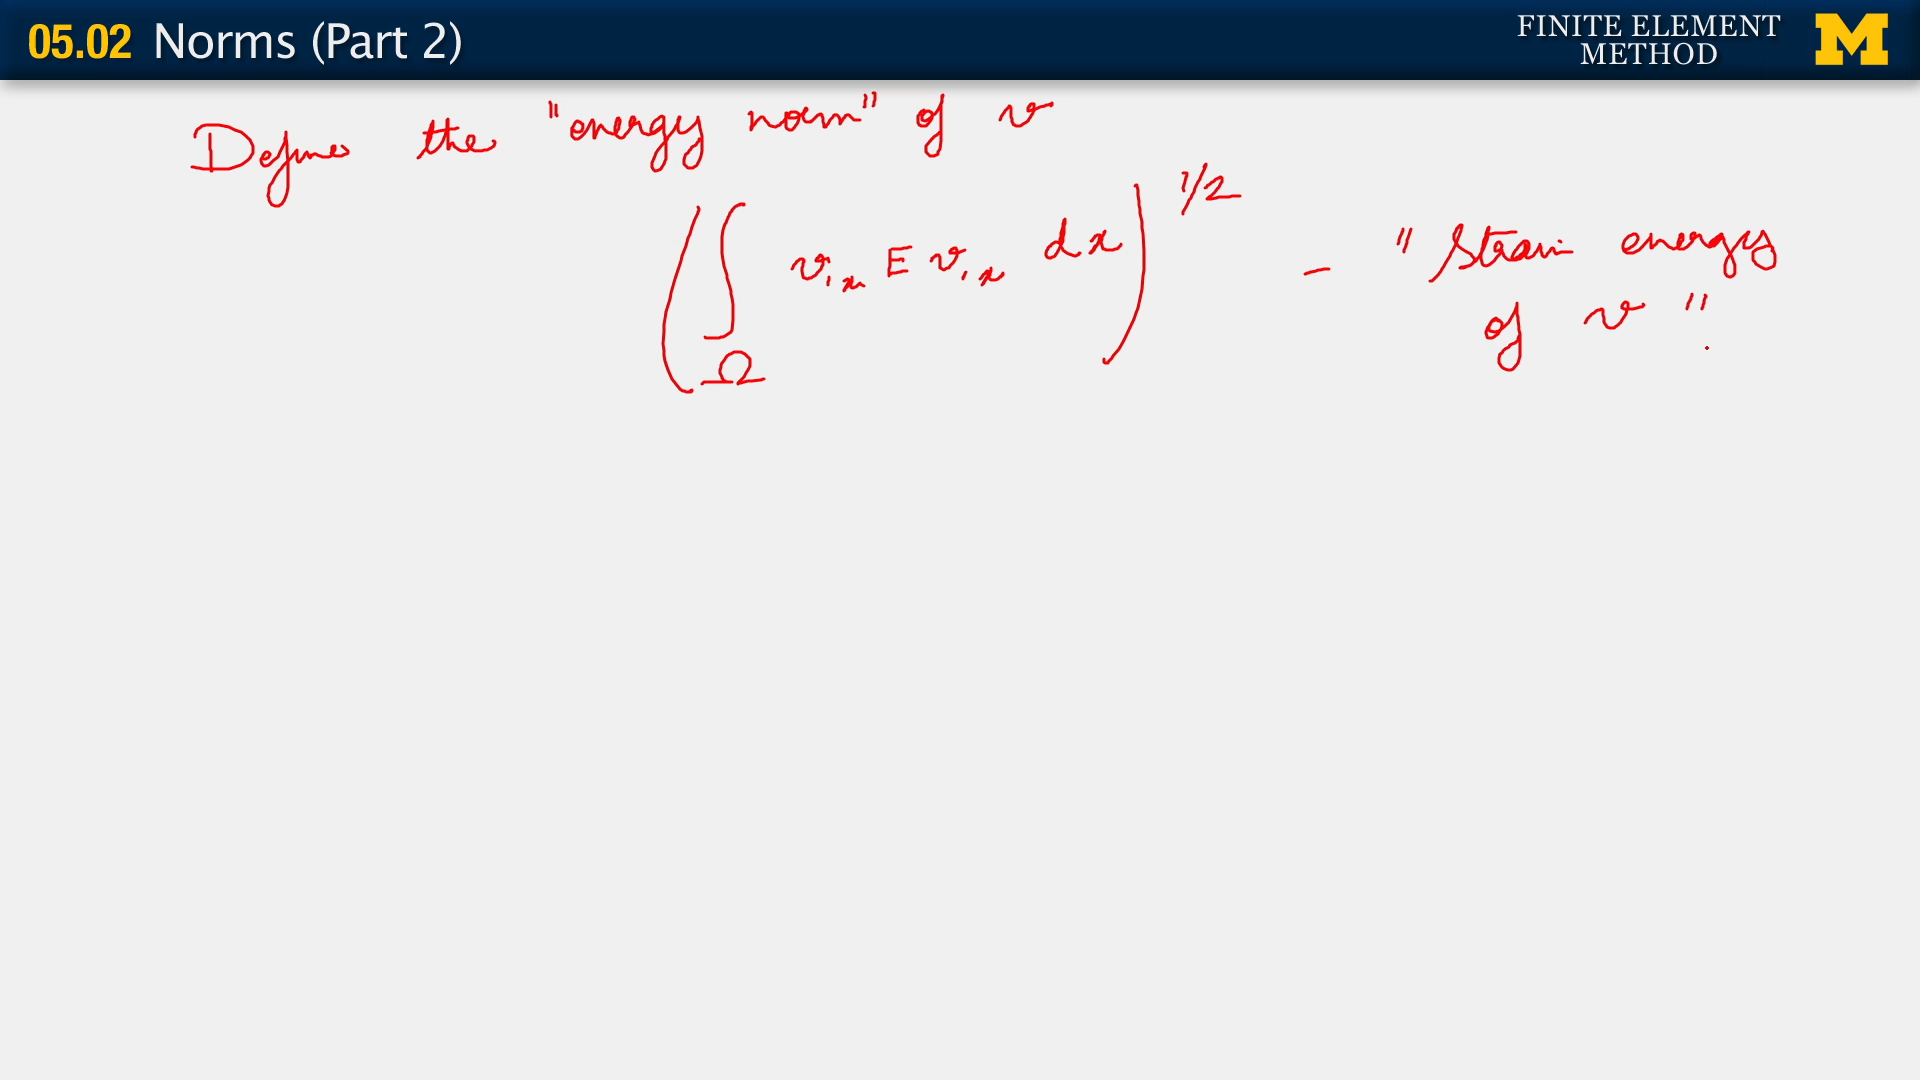 05.02 Norms (Part 2)
FINITE ELEMENT
METHOD
M
Define the "energy norm" of v
(∫_Ω v,x E v,x dx)^1/2 - "Strain energy
of v".